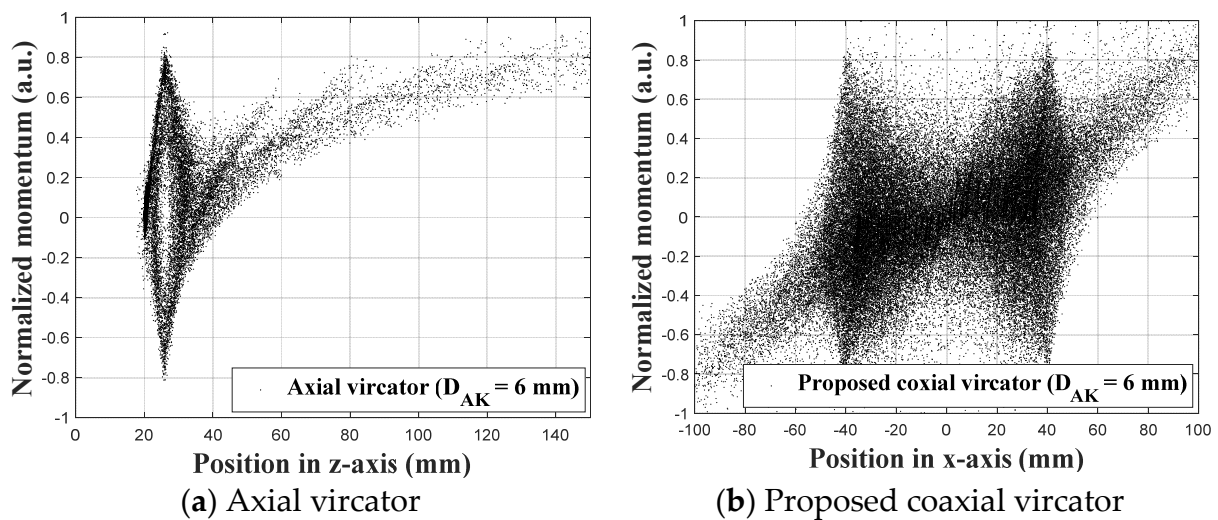 1
0.8
0.6
0.4
0.2
0
-0.2
-0.4
-0.6
-0.8
-1
Normalized momentum (a.u.)
Axial vircator (D_AK = 6 mm)
0 20 40 60 80 100 120 140
Position in z-axis (mm)
(a) Axial vircator
1
0.8
0.6
0.4
0.2
0
-0.2
-0.4
-0.6
-0.8
-1
Normalized momentum (a.u.)
Proposed coxial vircator (D_AK = 6 mm)
-100 -80 -60 -40 -20 0 20 40 60 80 100
Position in x-axis (mm)
(b) Proposed coaxial vircator